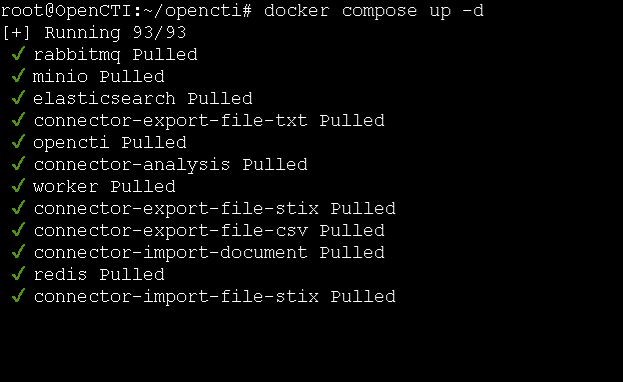 root@OpenCTI:~/opencti# docker compose up -d
[+] Running 93/93
✓ rabbitmq Pulled
✓ minio Pulled
✓ elasticsearch Pulled
✓ connector-export-file-txt Pulled
✓ opencti Pulled
✓ connector-analysis Pulled
✓ worker Pulled
✓ connector-export-file-stix Pulled
✓ connector-export-file-csv Pulled
✓ connector-import-document Pulled
✓ redis Pulled
✓ connector-import-file-stix Pulled